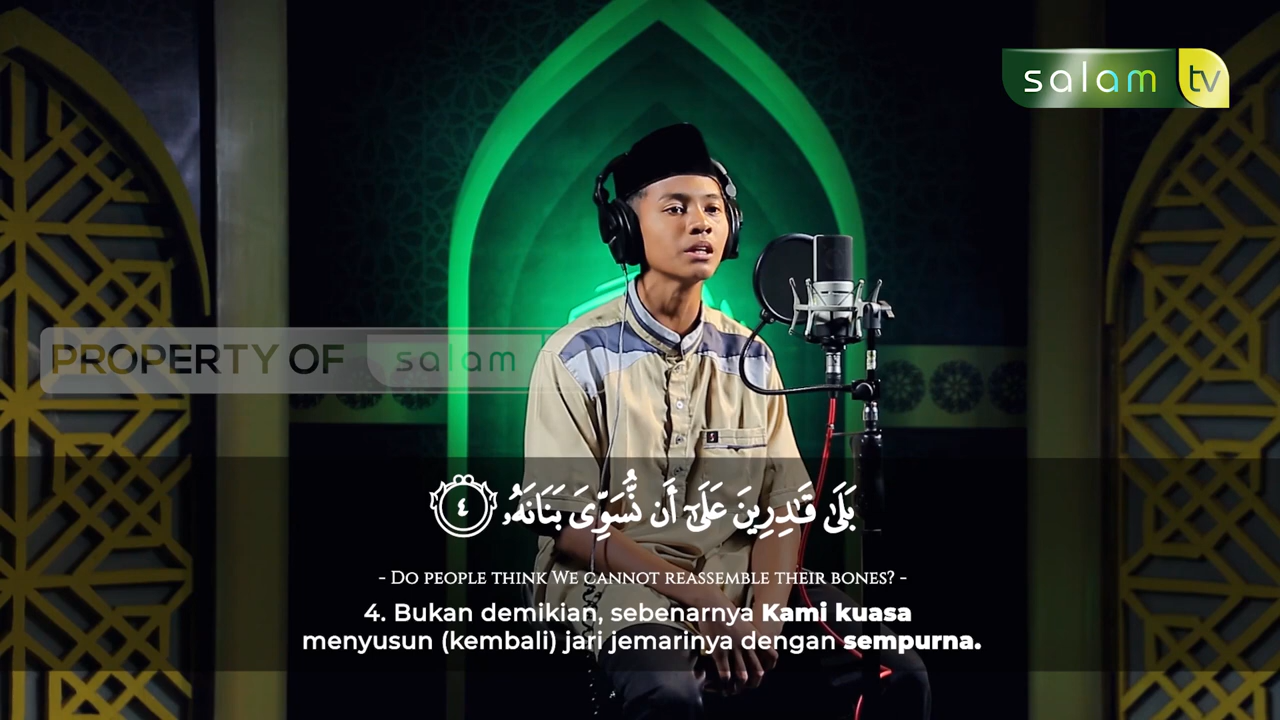 salam tv
PROPERTY OF salam
بَلَىٰ قَٰدِرِينَ عَلَىٰٓ أَن نُّسَوِّىَ بَنَانَهُۥ ٤
- DO PEOPLE THINK WE CANNOT REASSEMBLE THEIR BONES? -
4. Bukan demikian, sebenarnya Kami kuasa
menyusun (kembali) jari jemarinya dengan sempurna.